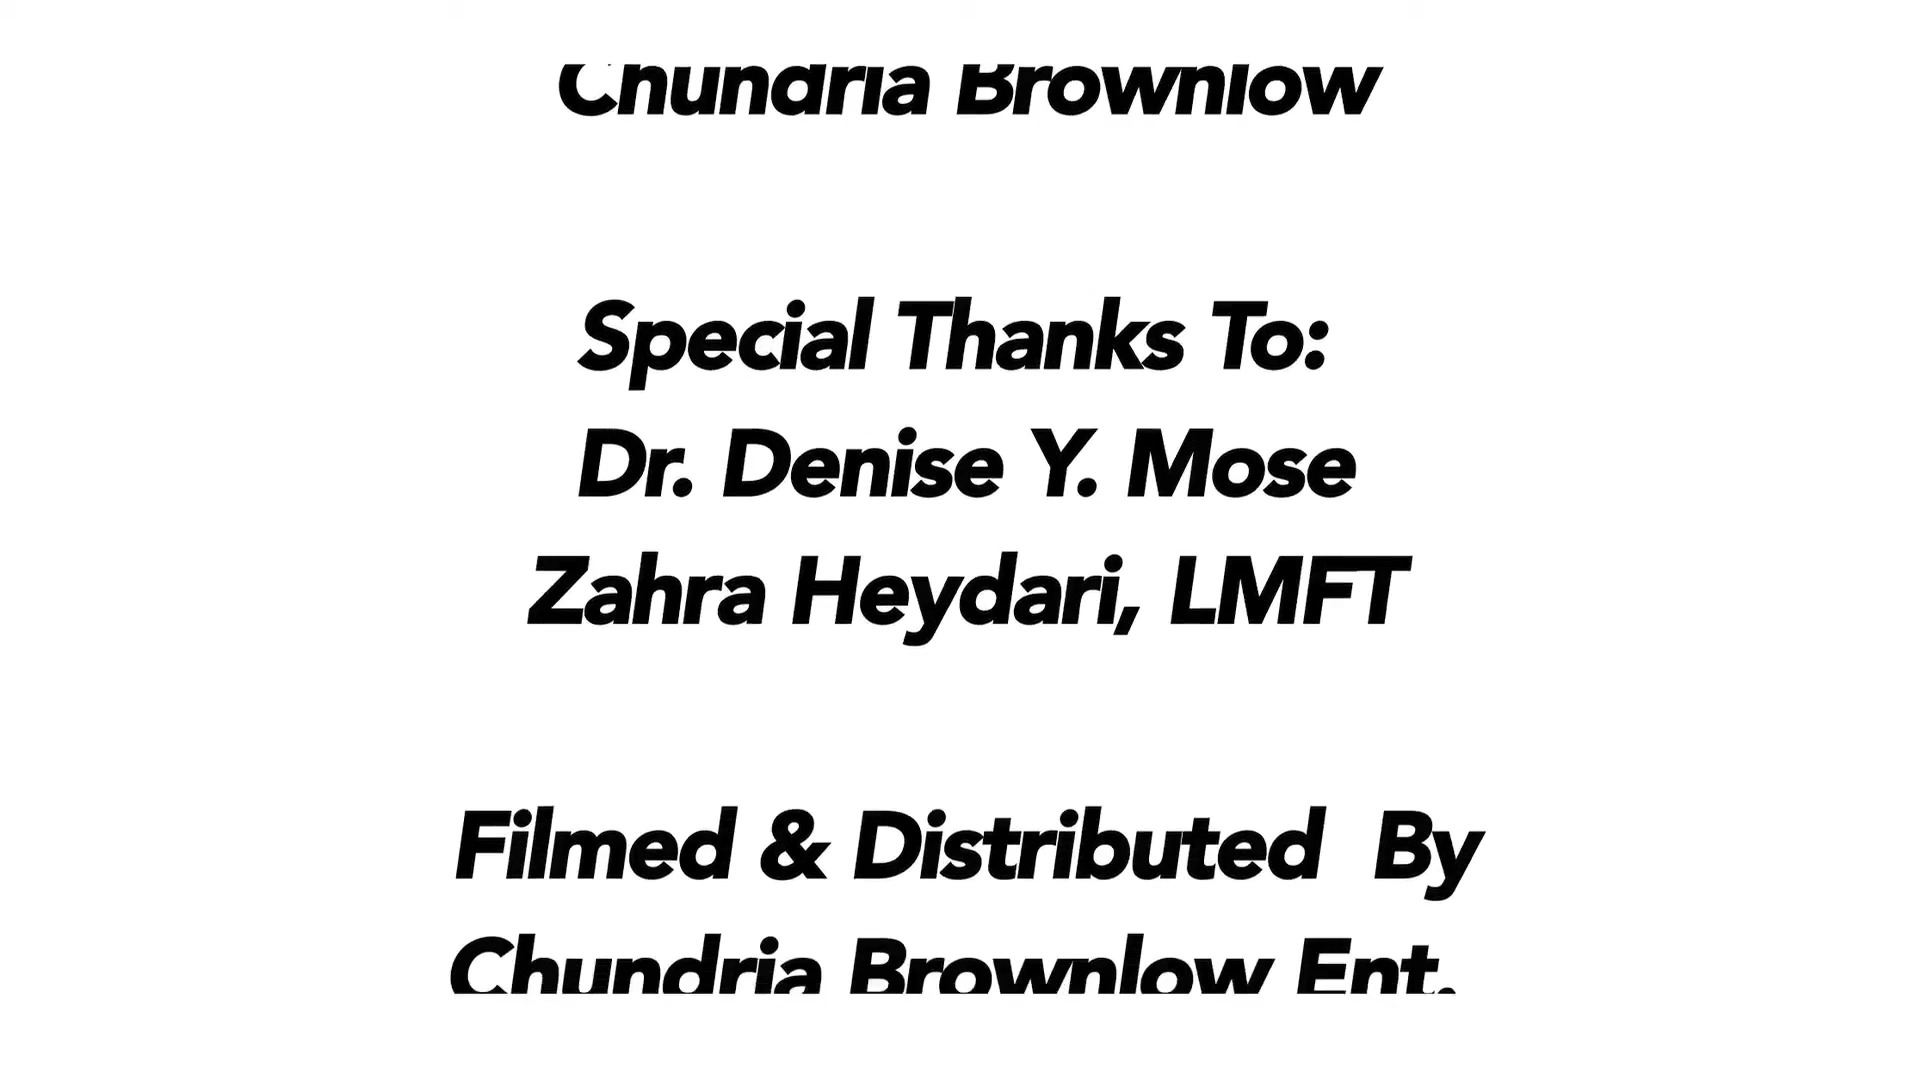 Chundria Brownlow
Special Thanks To:
Dr. Denise Y. Mose
Zahra Heydari, LMFT
Filmed & Distributed  By
Chundria Brownlow Ent.